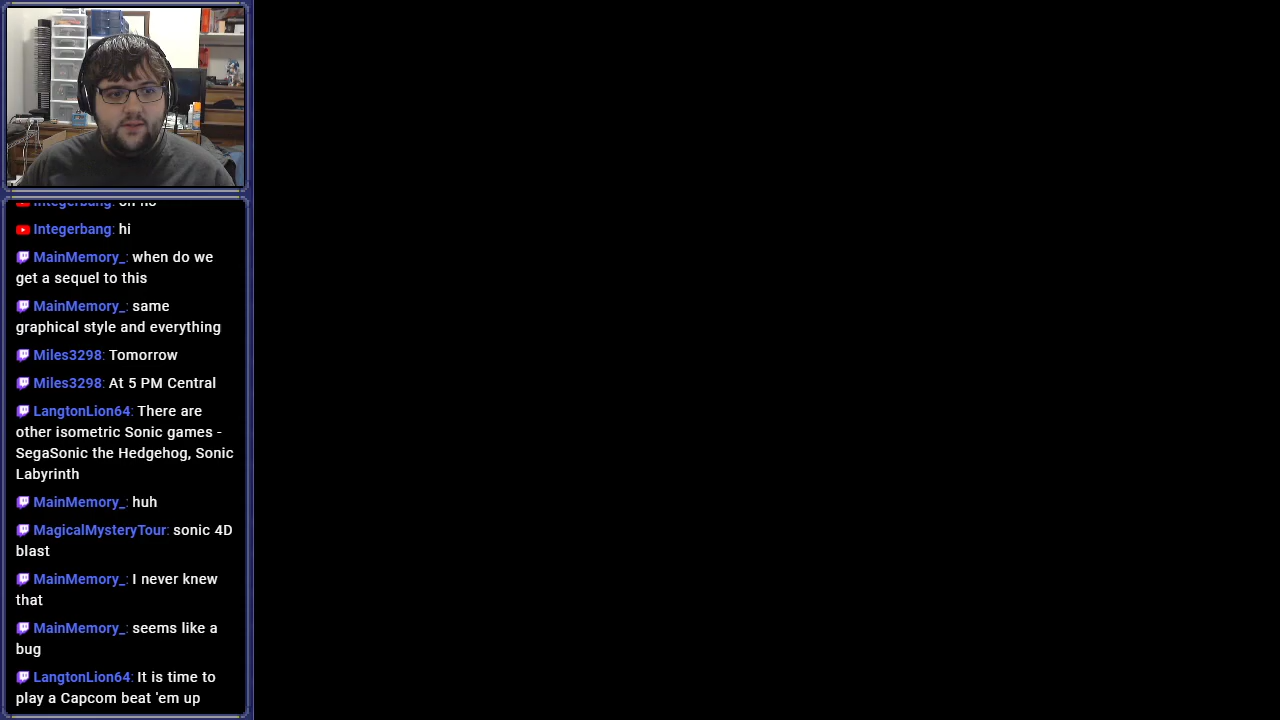 Integerbang: oh no
Integerbang: hi
MainMemory_: when do we
get a sequel to this
MainMemory_: same
graphical style and everything
Miles3298: Tomorrow
Miles3298: At 5 PM Central
LangtonLion64: There are
other isometric Sonic games -
SegaSonic the Hedgehog, Sonic
Labyrinth
MainMemory_: huh
MagicalMysteryTour: sonic 4D
blast
MainMemory_: I never knew
that
MainMemory_: seems like a
bug
LangtonLion64: It is time to
play a Capcom beat 'em up